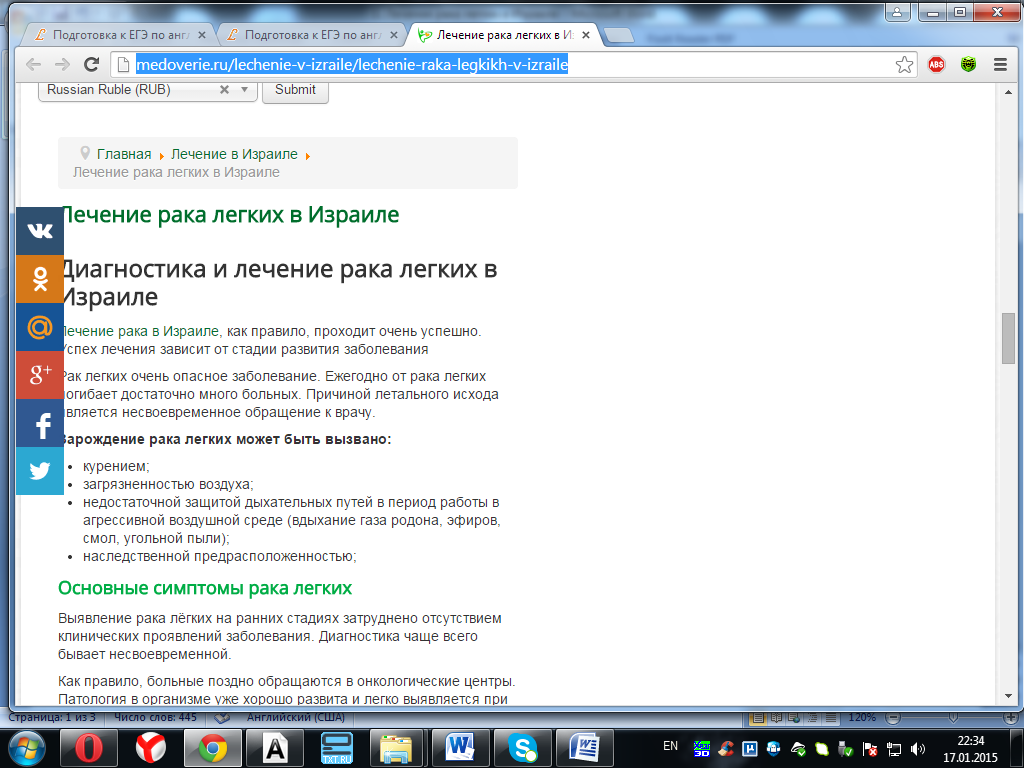 Подготовка к ЕГЭ по анг.
Подготовка к ЕГЭ по анг.
Лечение рака легких в И
medoverie.ru/lechenie-v-izraile/lechenie-raka-legkikh-v-izraile
ABS
Russian Ruble (RUB)
Submit
Главная
Лечение в Израиле
Лечение рака легких в Израиле
Лечение рака легких в Израиле
Диагностика и лечение рака легких в
Израиле
Лечение рака в Израиле, как правило, проходит очень успешно.
Успех лечения зависит от стадии развития заболевания
Рак легких очень опасное заболевание. Ежегодно от рака легких
погибает достаточно много больных. Причиной летального исхода
является несвоевременное обращение к врачу.
Зарождение рака легких может быть вызвано:
курением;
загрязненностью воздуха;
недостаточной защитой дыхательных путей в период работы в
агрессивной воздушной среде (вдыхание газа родона, эфиров,
смол, угольной пыли);
наследственной предрасположенностью;
Основные симптомы рака легких
Выявление рака лёгких на ранних стадиях затруднено отсутствием
клинических проявлений заболевания. Диагностика чаще всего
бывает несвоевременной.
Как правило, больные поздно обращаются в онкологические центры.
Патология в организме уже хорошо развита и легко выявляется при
Страница: 1 из 3
Число слов: 445
Английский (США)
120%
TXT.RU
EN
22:34
17.01.2015